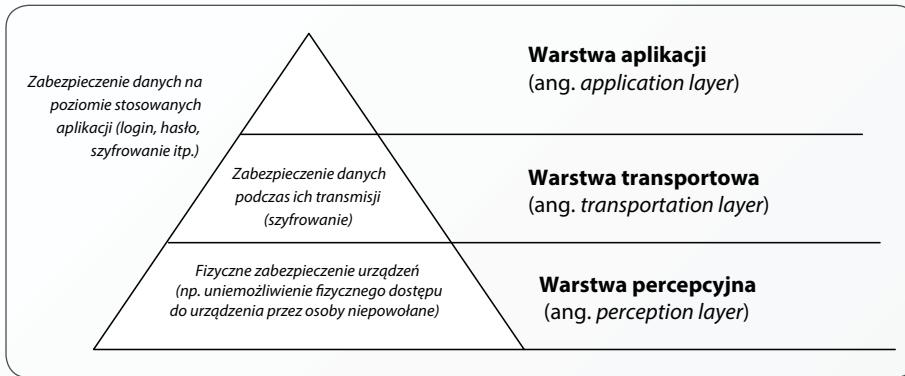 Zabezpieczenie danych na
poziomie stosowanych
aplikacji (login, hasło,
szyfrowanie itp.)
Warstwa aplikacji
(ang. application layer)
Zabezpieczenie danych
podczas ich transmisji
(szyfrowanie)
Warstwa transportowa
(ang. transportation layer)
Fizyczne zabezpieczenie urządzeń
(np. uniemożliwienie fizycznego dostępu
do urządzenia przez osoby niepowołane)
Warstwa percepcyjna
(ang. perception layer)